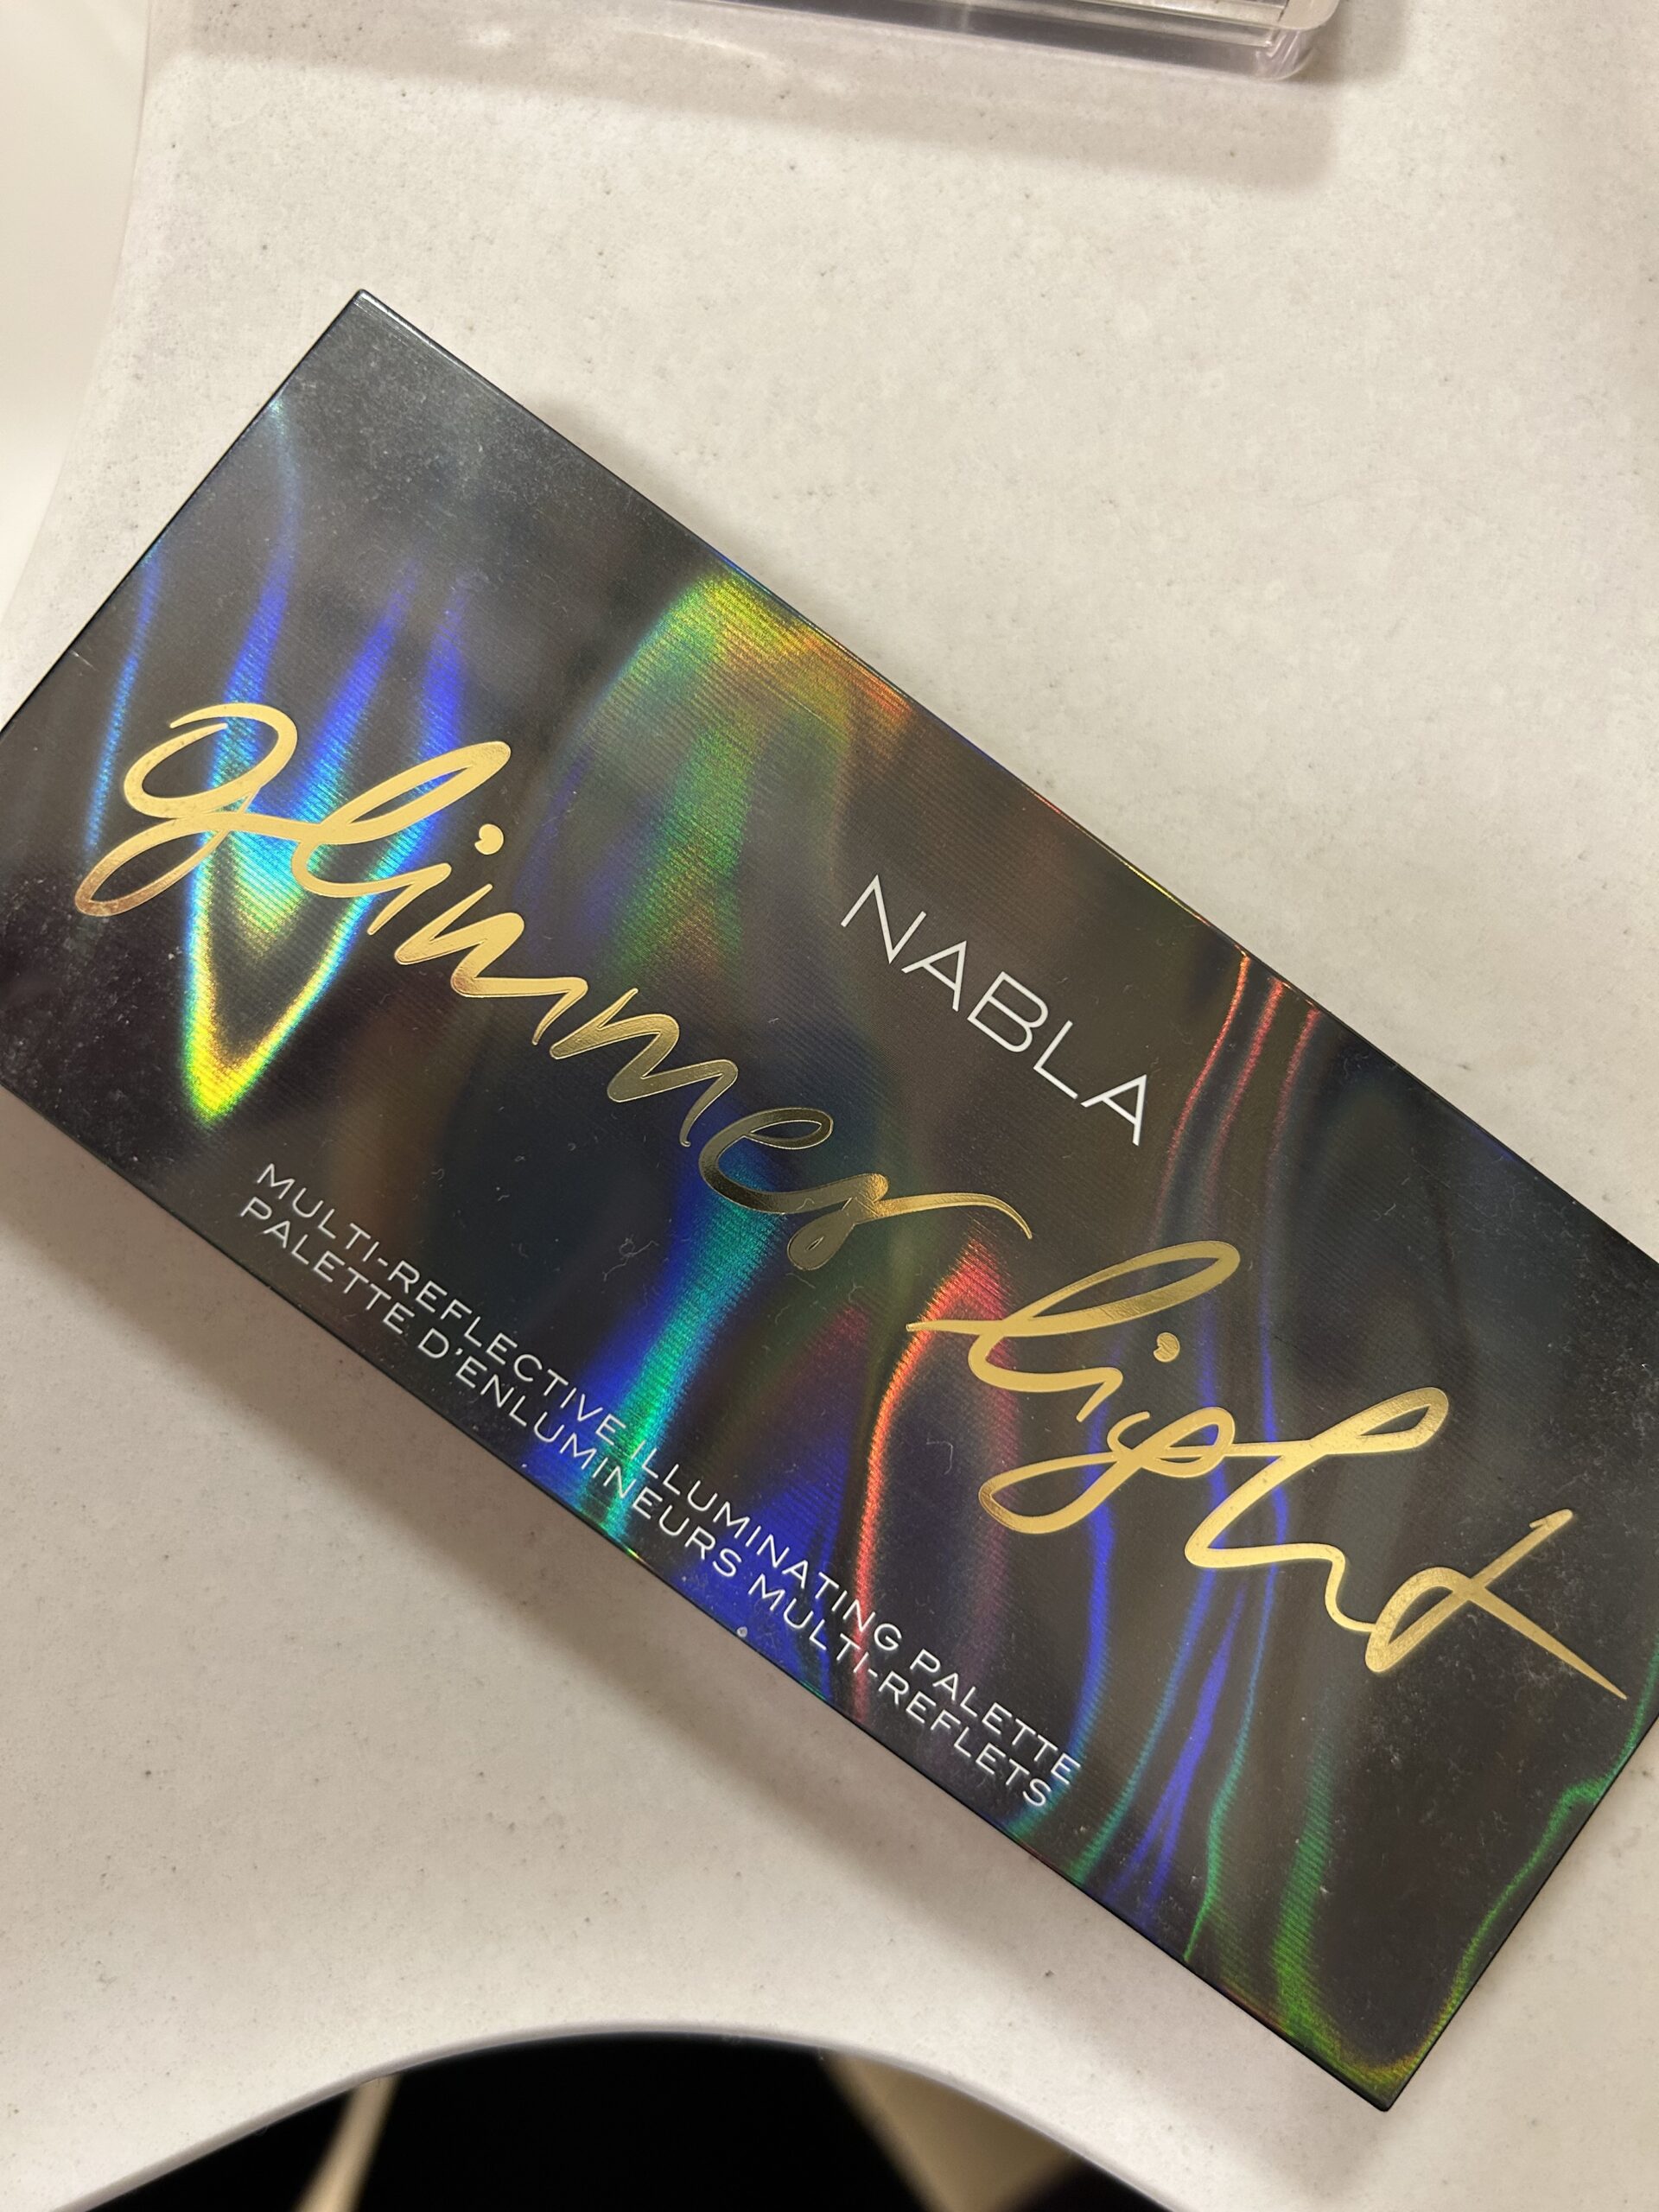 NABLA
glimmer light
MULTI-REFLECTIVE ILLUMINATING PALETTE
PALETTE D'ENLUMINEURS MULTI-REFLETS